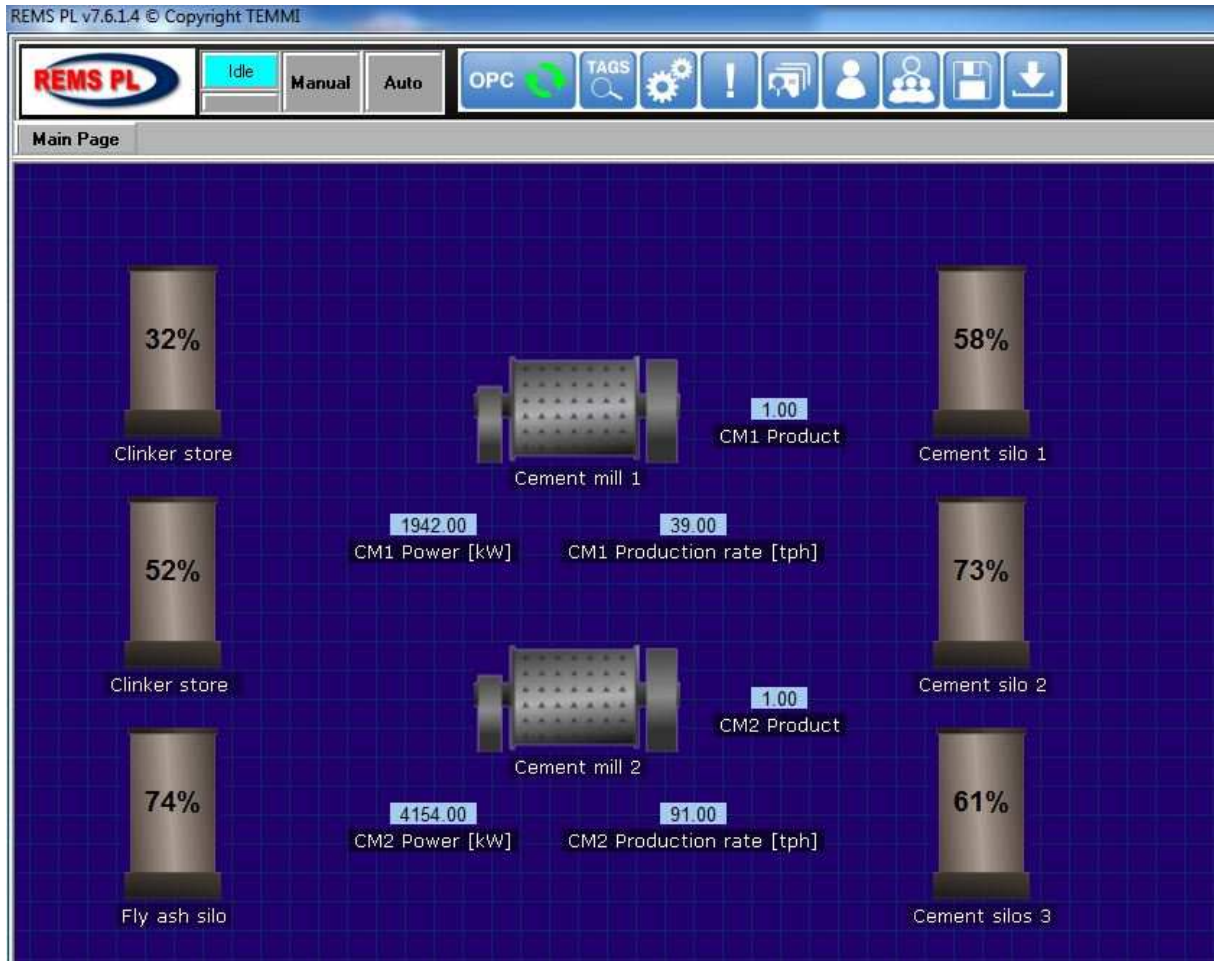 REMS PL v7.6.1.4 © Copyright TEMMI
REMS PL
Idle
Manual
Auto
OPC
TAGS
!
Main Page
32%
Clinker store
52%
Clinker store
74%
Fly ash silo
Cement mill 1
1.00
CM1 Product
1942.00
CM1 Power [kW]
39.00
CM1 Production rate [tph]
Cement mill 2
1.00
CM2 Product
4154.00
CM2 Power [kW]
91.00
CM2 Production rate [tph]
58%
Cement silo 1
73%
Cement silo 2
61%
Cement silos 3